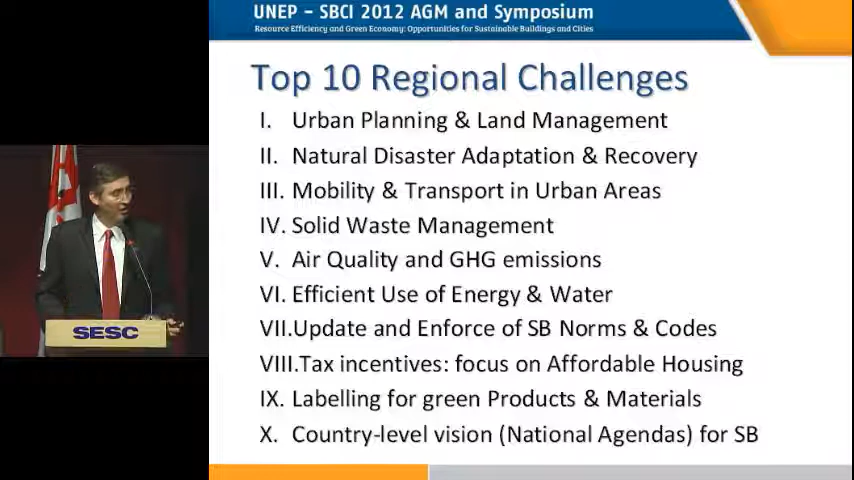 UNEP – SBCI 2012 AGM and Symposium
Resource Efficiency and Green Economy: Opportunities for Sustainable Buildings and Cities
Top 10 Regional Challenges
I. Urban Planning & Land Management
II. Natural Disaster Adaptation & Recovery
III. Mobility & Transport in Urban Areas
IV. Solid Waste Management
V. Air Quality and GHG emissions
VI. Efficient Use of Energy & Water
VII.Update and Enforce of SB Norms & Codes
VIII.Tax incentives: focus on Affordable Housing
IX. Labelling for green Products & Materials
X. Country-level vision (National Agendas) for SB
SESC